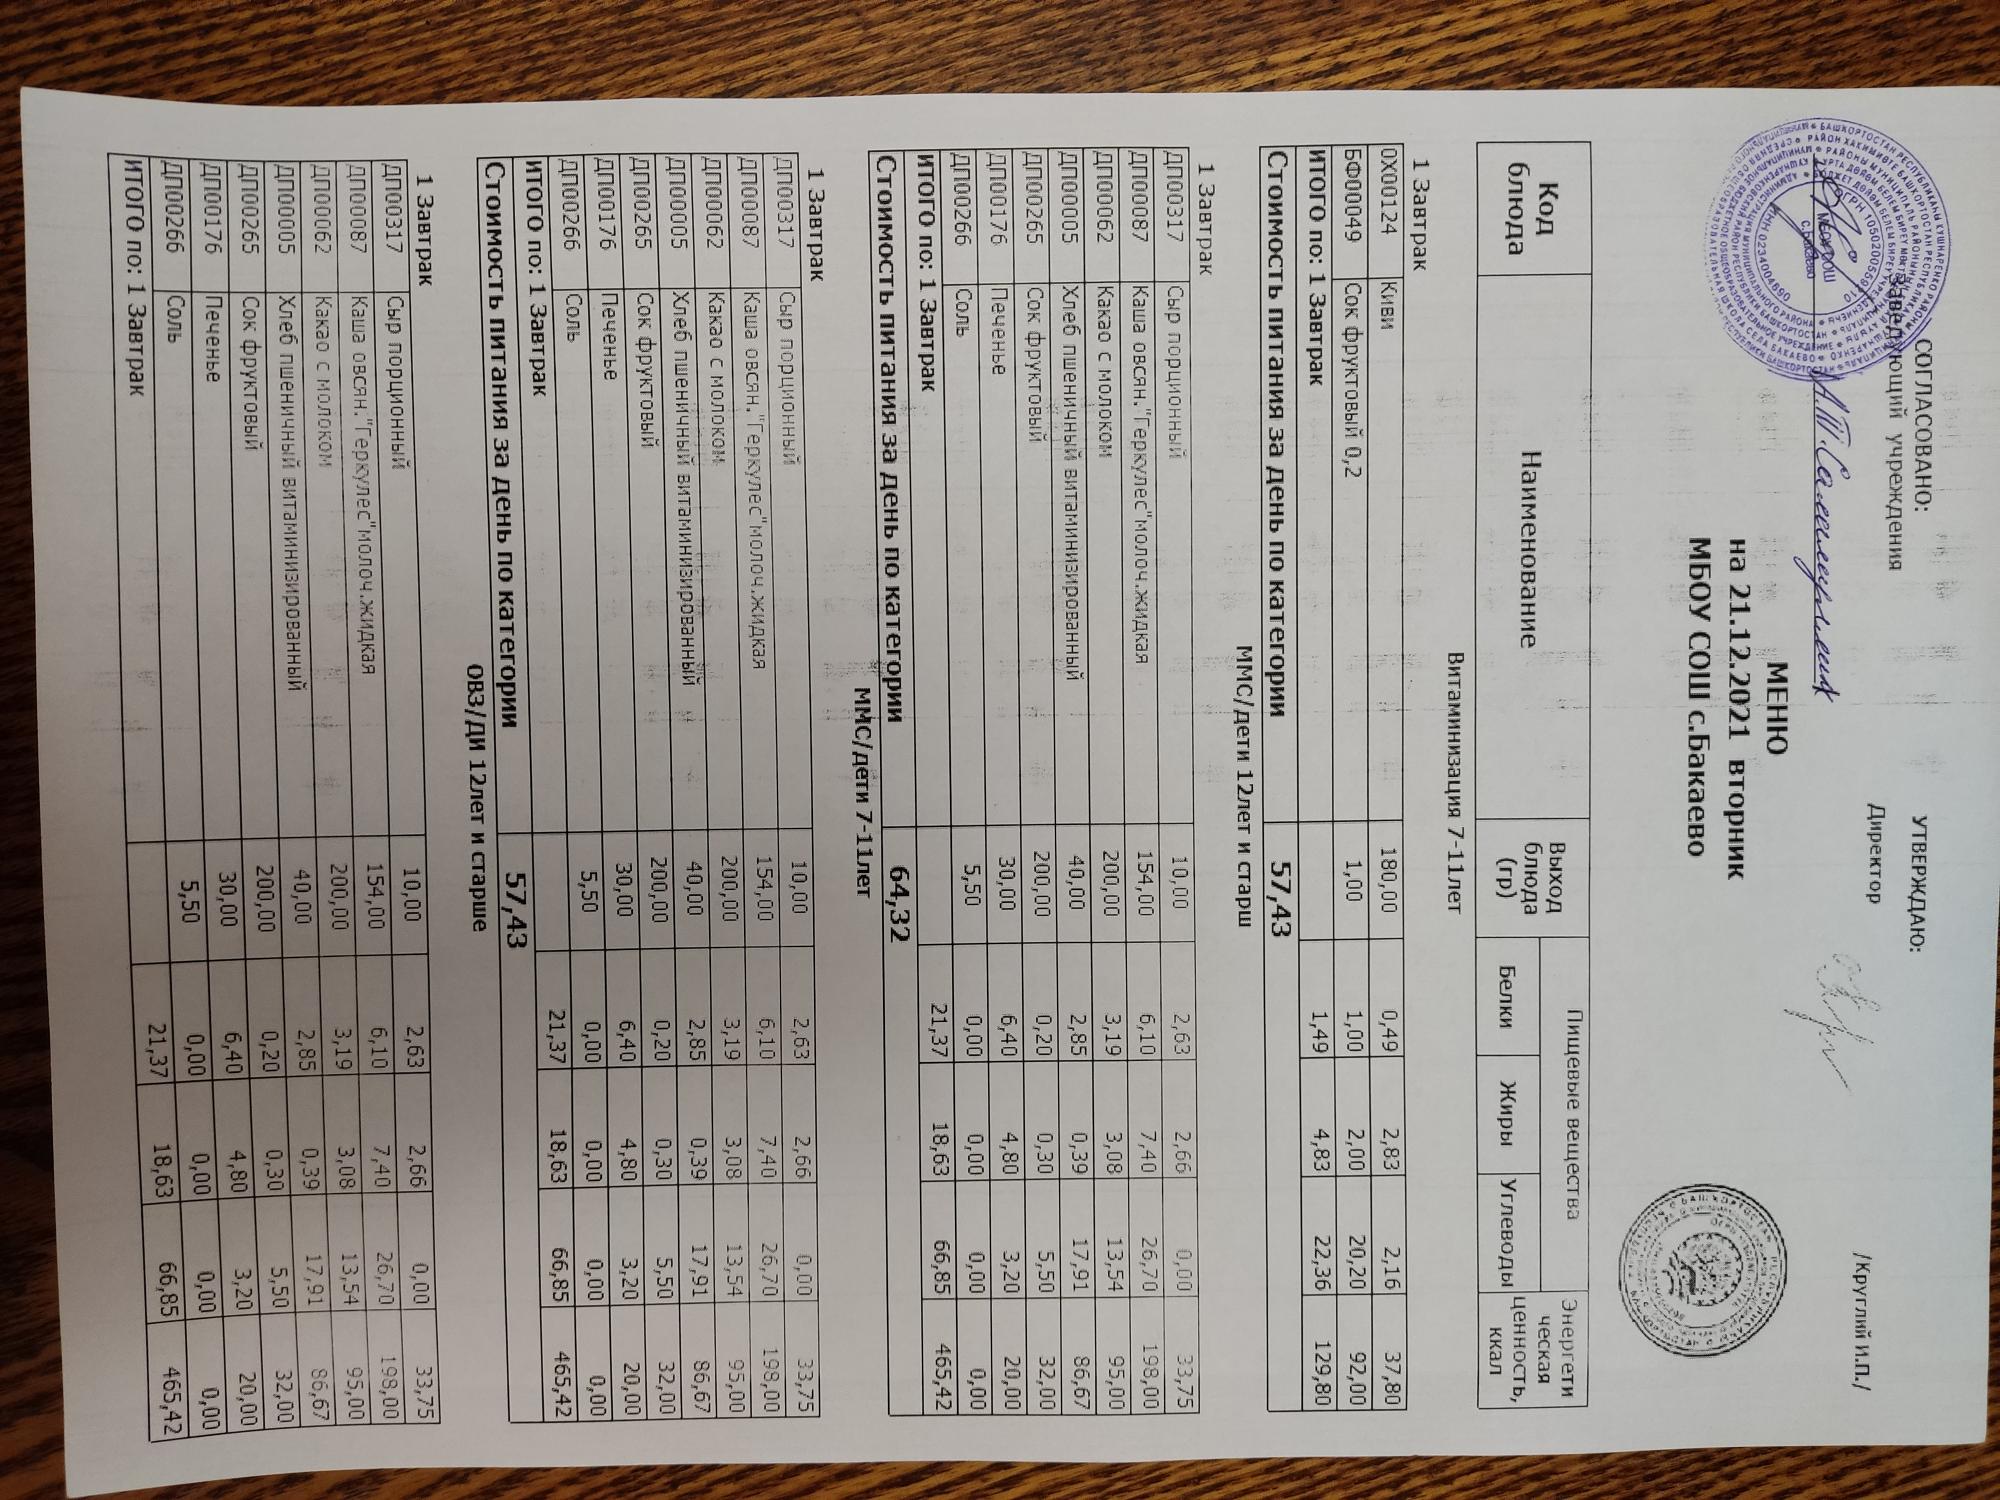 СОГЛАСОВАНО:
Заведующий учреждения
УТВЕРЖДАЮ:
Директор
/Круглий И.П./
МЕНЮ
на 21.12.2021 вторник
МБОУ СОШ с.Бакаево
Код блюда Наименование Выход блюда (гр) Пищевые вещества Энергети ческая ценность, ккал
Белки Жиры Углеводы
Витаминизация 7-11лет
1 Завтрак
0Х00124 Киви 180,00 0,49 2,83 2,16 37,80
БФ00049 Сок фруктовый 0,2 1,00 1,00 2,00 20,20 92,00
ИТОГО по: 1 Завтрак 1,49 4,83 22,36 129,80
Стоимость питания за день по категории 57,43
ММС/дети 12лет и старш
1 Завтрак
ДП00317 Сыр порционный 10,00 2,63 2,66 0,00 33,75
ДП00087 Каша овсян."Геркулес"молоч.жидкая 154,00 6,10 7,40 26,70 198,00
ДП00062 Какао с молоком 200,00 3,19 3,08 13,54 95,00
ДП00005 Хлеб пшеничный витаминизированный 40,00 2,85 0,39 17,91 86,67
ДП00265 Сок фруктовый 200,00 0,20 0,30 5,50 32,00
ДП00176 Печенье 30,00 6,40 4,80 3,20 20,00
ДП00266 Соль 5,50 0,00 0,00 0,00 0,00
ИТОГО по: 1 Завтрак 21,37 18,63 66,85 465,42
Стоимость питания за день по категории 64,32
ММС/дети 7-11лет
1 Завтрак
ДП00317 Сыр порционный 10,00 2,63 2,66 0,00 33,75
ДП00087 Каша овсян."Геркулес"молоч.жидкая 154,00 6,10 7,40 26,70 198,00
ДП00062 Какао с молоком 200,00 3,19 3,08 13,54 95,00
ДП00005 Хлеб пшеничный витаминизированный 40,00 2,85 0,39 17,91 86,67
ДП00265 Сок фруктовый 200,00 0,20 0,30 5,50 32,00
ДП00176 Печенье 30,00 6,40 4,80 3,20 20,00
ДП00266 Соль 5,50 0,00 0,00 0,00 0,00
ИТОГО по: 1 Завтрак 21,37 18,63 66,85 465,42
Стоимость питания за день по категории 57,43
ОВЗ/ДИ 12лет и старше
1 Завтрак
ДП00317 Сыр порционный 10,00 2,63 2,66 0,00 33,75
ДП00087 Каша овсян."Геркулес"молоч.жидкая 154,00 6,10 7,40 26,70 198,00
ДП00062 Какао с молоком 200,00 3,19 3,08 13,54 95,00
ДП00005 Хлеб пшеничный витаминизированный 40,00 2,85 0,39 17,91 86,67
ДП00265 Сок фруктовый 200,00 0,20 0,30 5,50 32,00
ДП00176 Печенье 30,00 6,40 4,80 3,20 20,00
ДП00266 Соль 5,50 0,00 0,00 0,00 0,00
ИТОГО по: 1 Завтрак 21,37 18,63 66,85 465,42